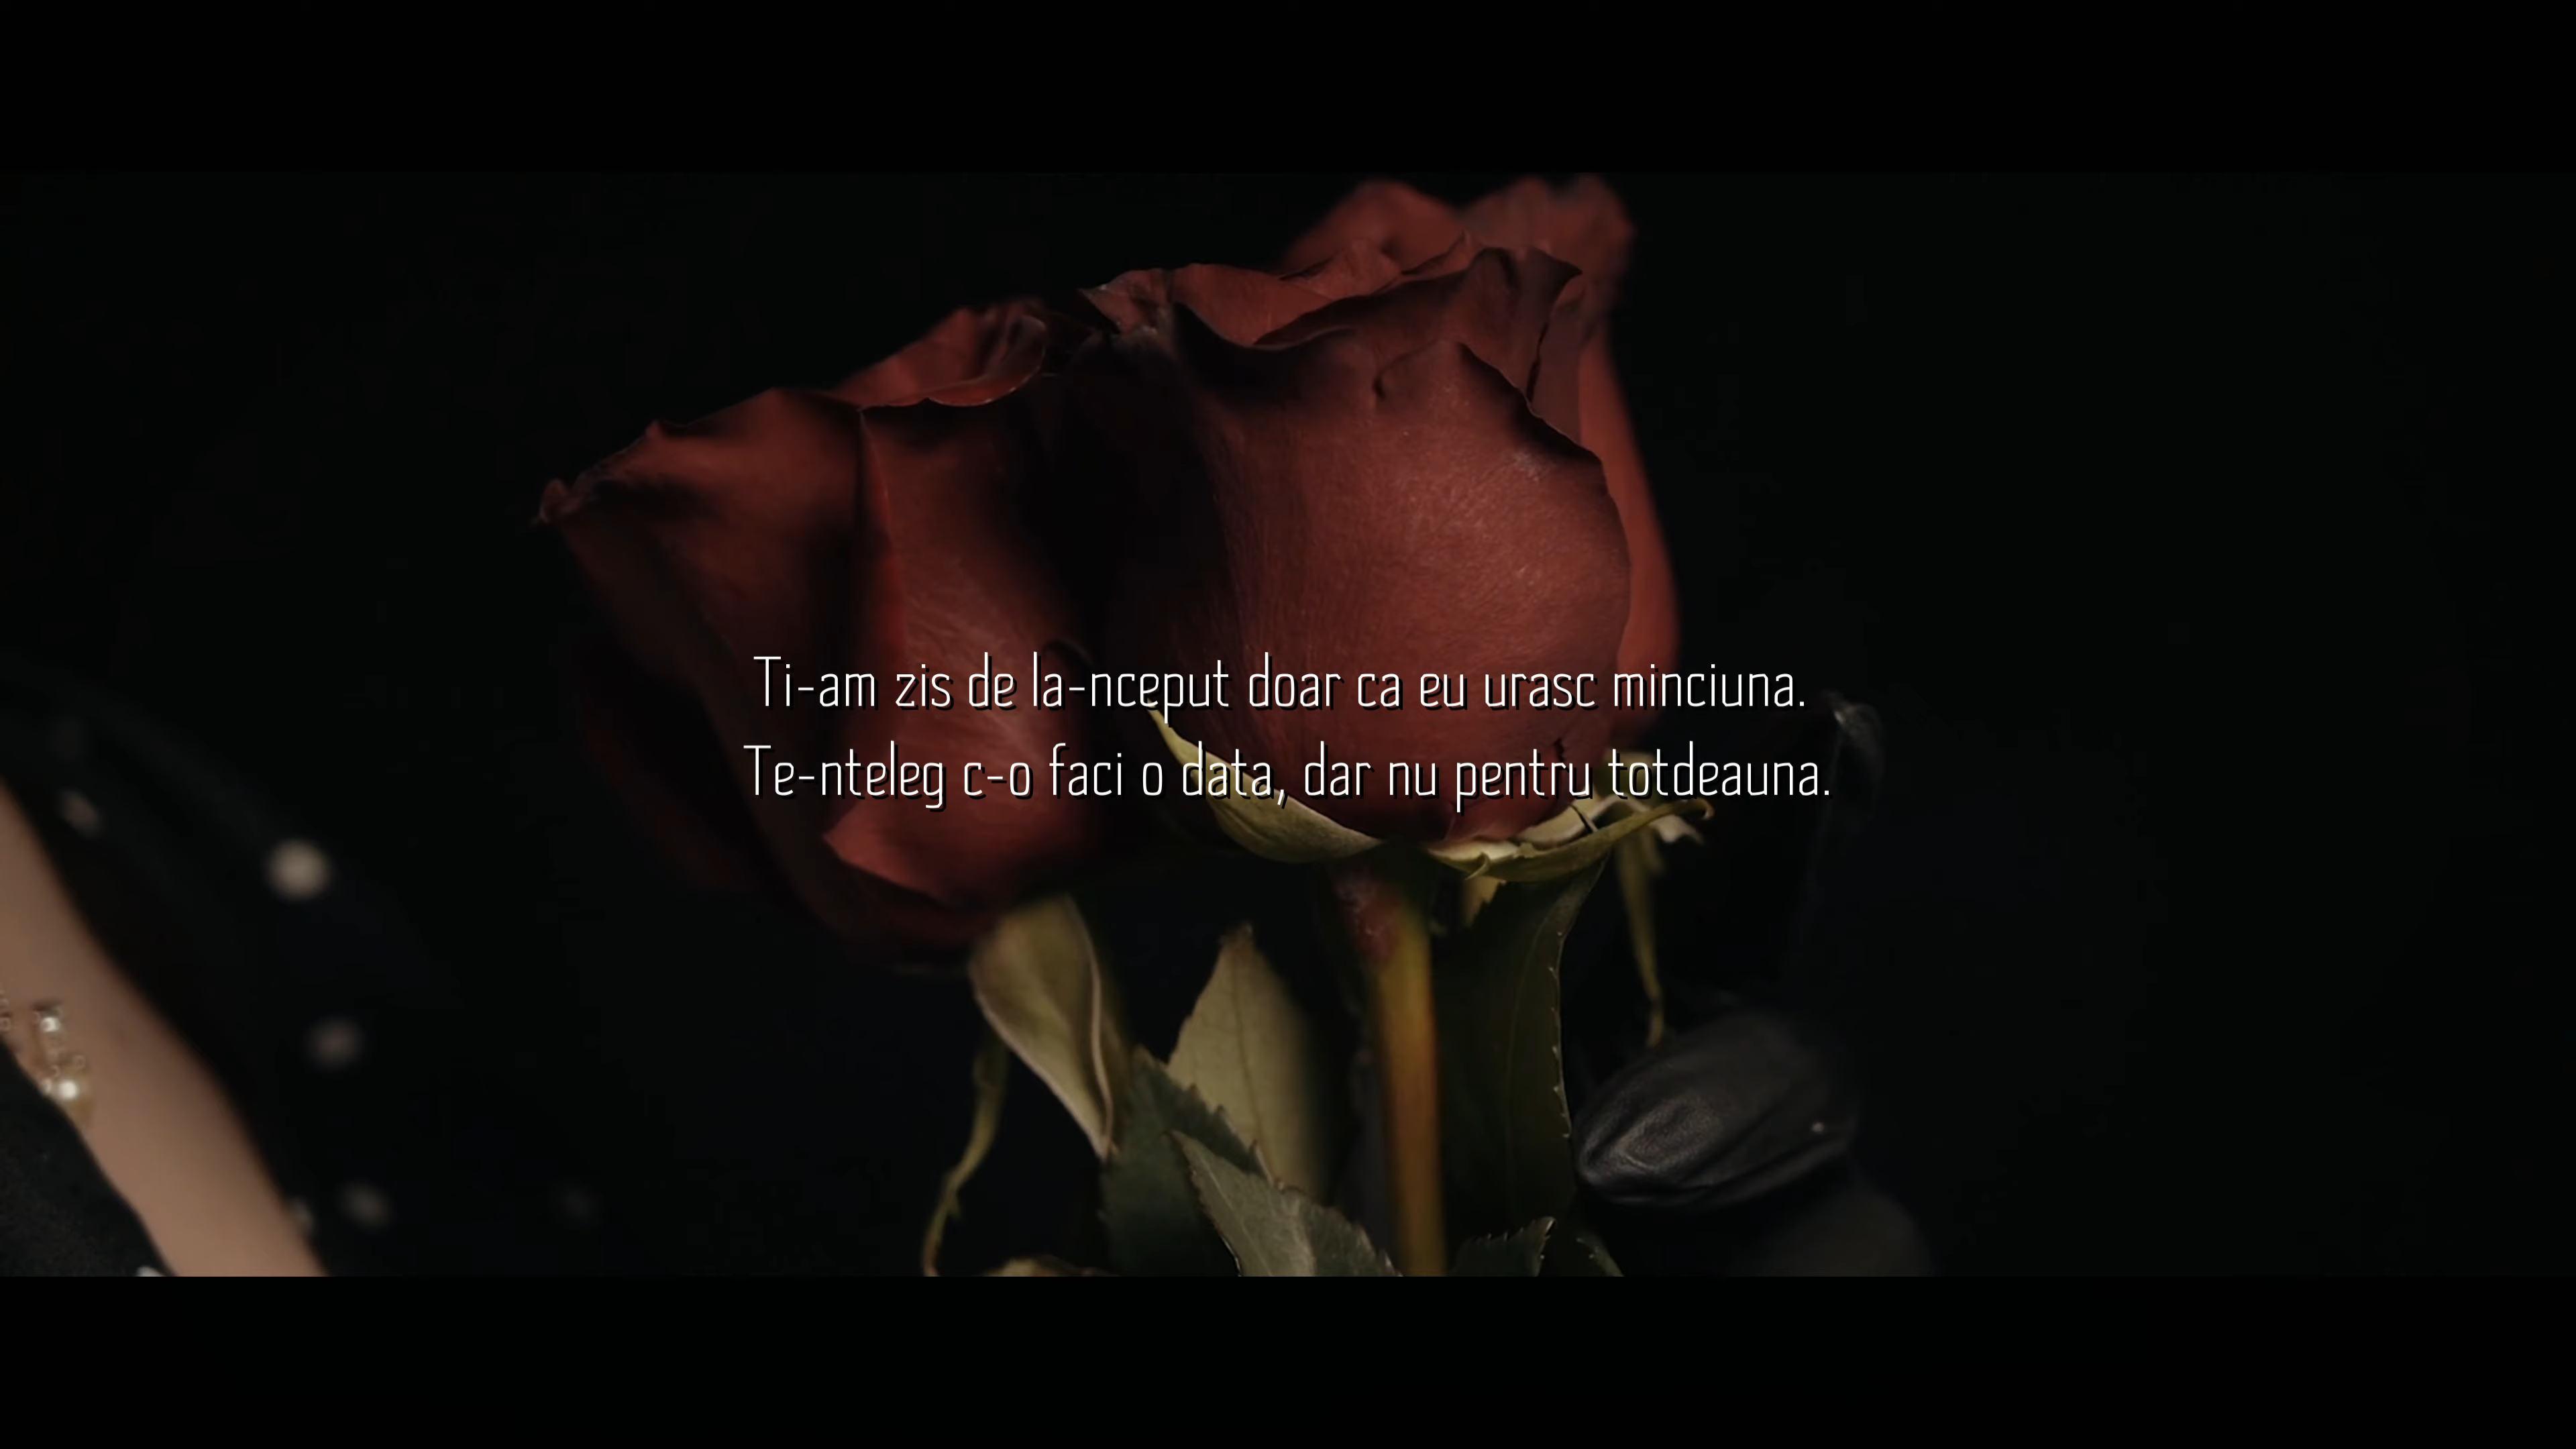 Ti-am zis de la-nceput doar ca eu urasc minciuna.
Te-nteleg c-o faci o data, dar nu pentru totdeauna.